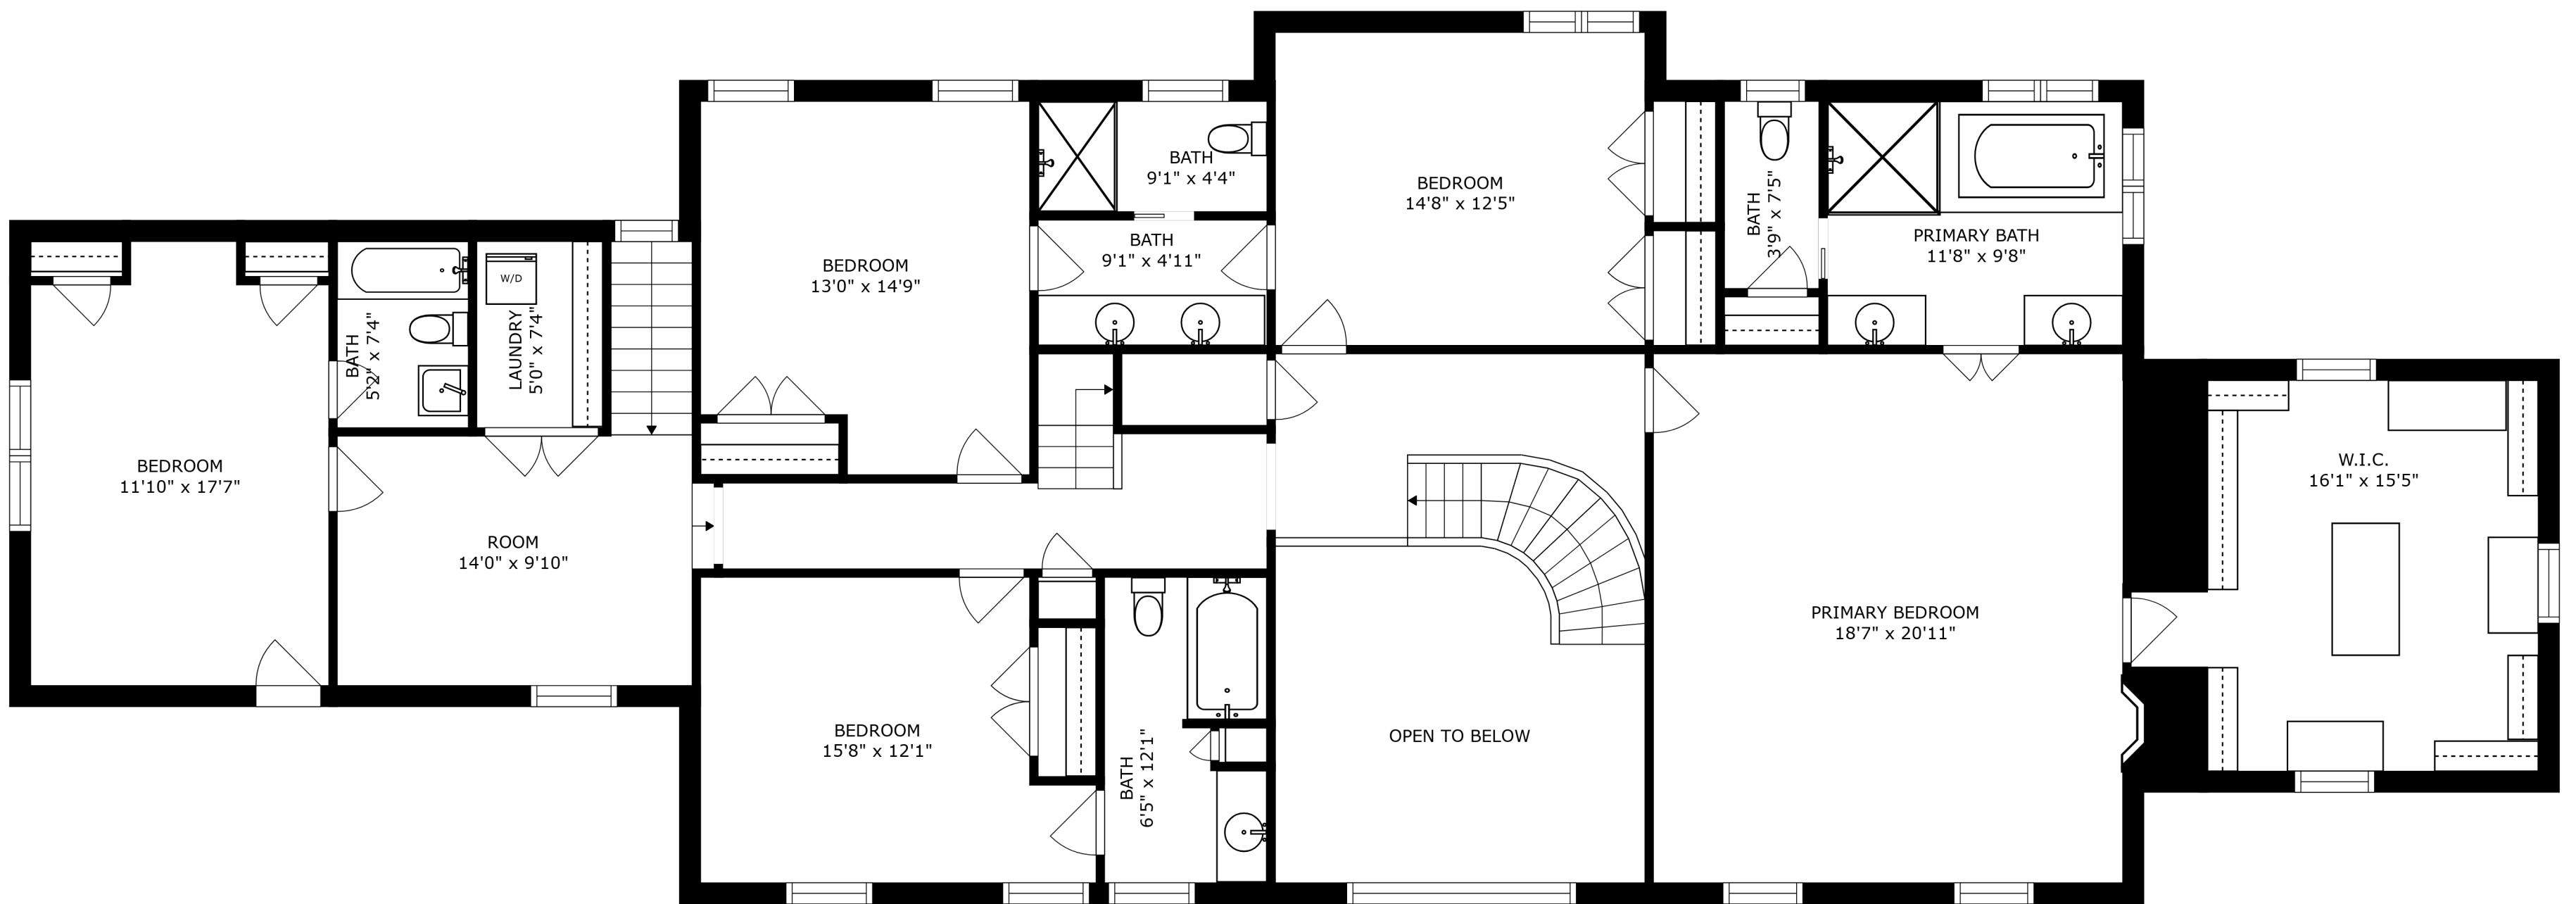 BEDROOM
11'10" x 17'7"
BATH
5'2" x 7'4"
W/D
LAUNDRY
5'0" x 7'4"
ROOM
14'0" x 9'10"
BEDROOM
13'0" x 14'9"
BATH
9'1" x 4'4"
BATH
9'1" x 4'11"
BEDROOM
14'8" x 12'5"
BATH
3'9" x 7'5"
PRIMARY BATH
11'8" x 9'8"
W.I.C.
16'1" x 15'5"
PRIMARY BEDROOM
18'7" x 20'11"
BEDROOM
15'8" x 12'1"
BATH
6'5" x 12'1"
OPEN TO BELOW